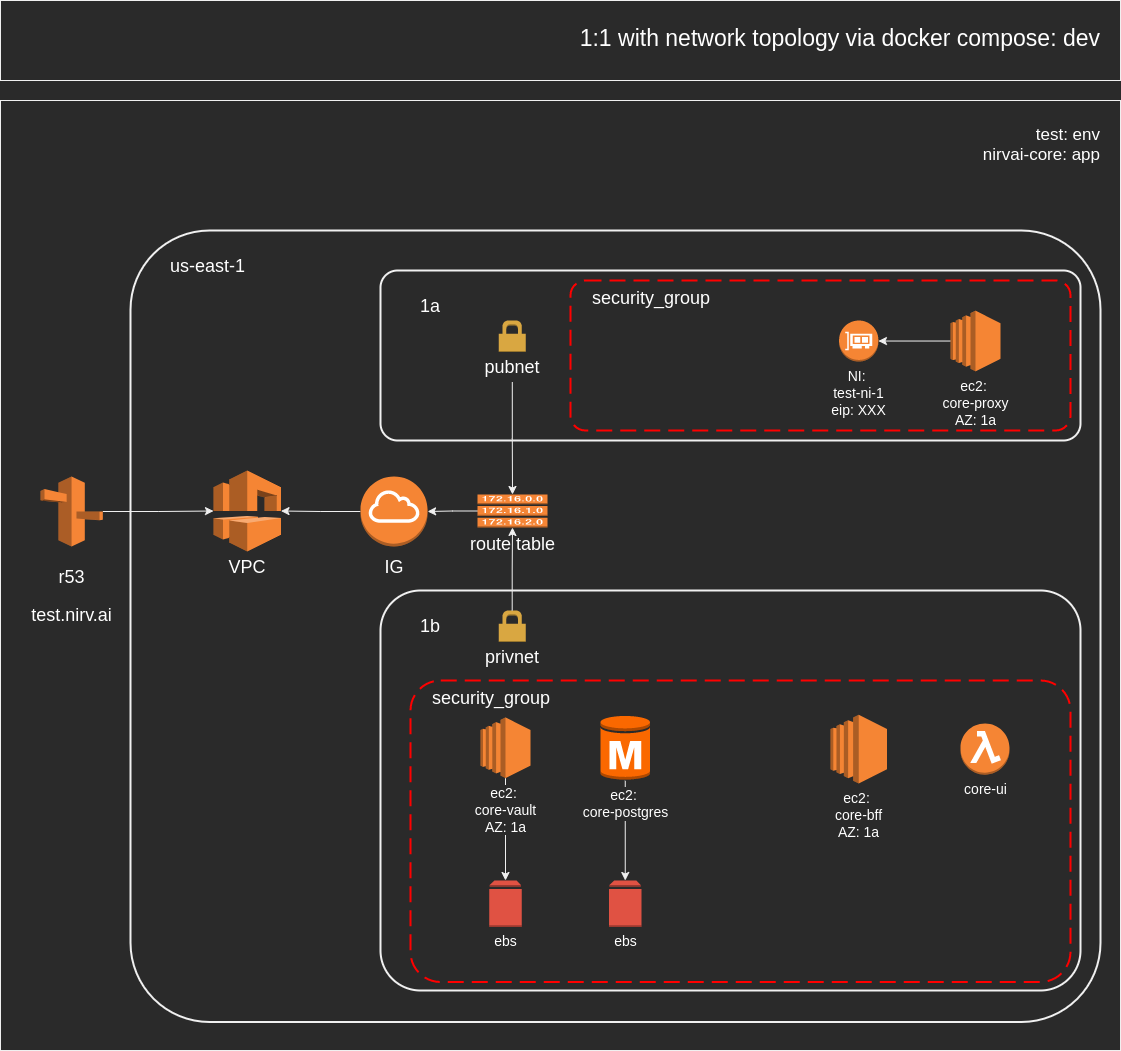 1:1 with network topology via docker compose: dev
test: env
nirvai-core: app
us-east-1
1a
security_group
pubnet
NI:
test-ni-1
eip: XXX
ec2:
core-proxy
AZ: 1a
r53
test.nirv.ai
VPC
IG
172.16.0.0
172.16.1.0
172.16.2.0
route table
1b
privnet
security_group
ec2:
core-vault
AZ: 1a
M
ec2:
core-postgres
ec2:
core-bff
AZ: 1a
λ
core-ui
ebs
ebs